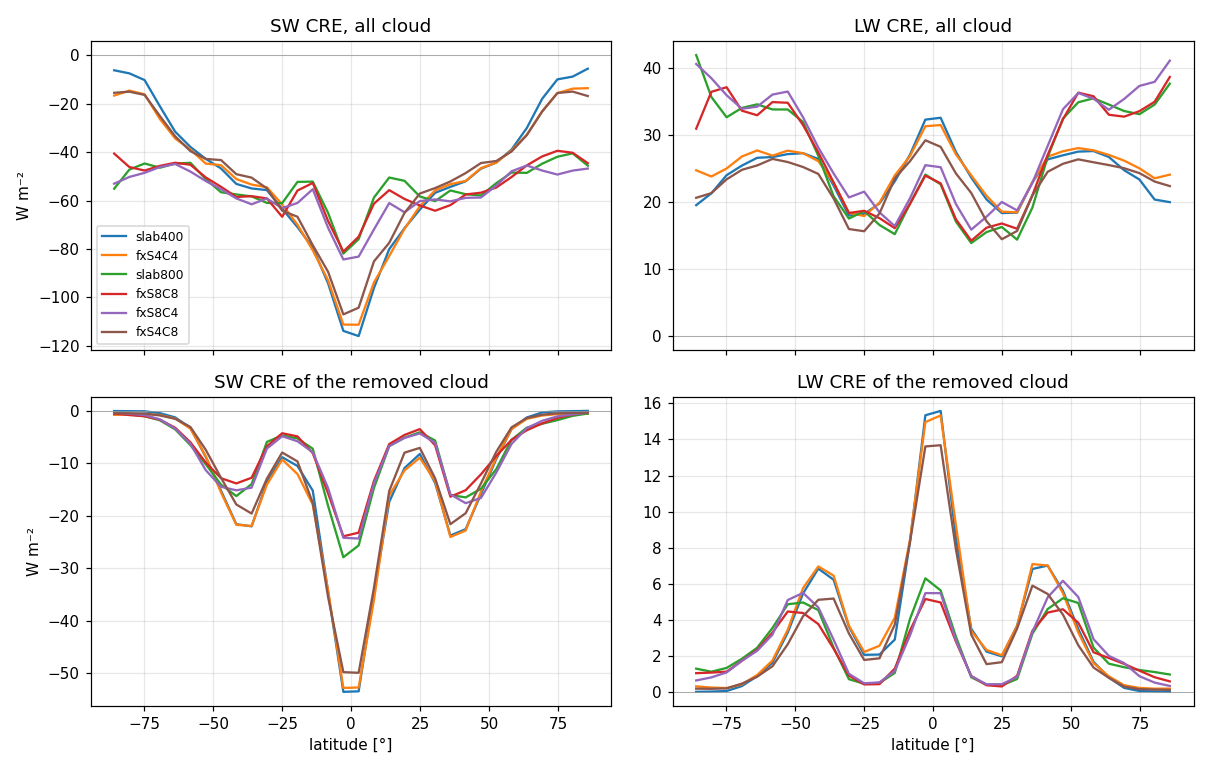 SW CRE, all cloud
LW CRE, all cloud
0
−20
−40
−60
−80
−100
−120
W m⁻²
slab400
fxS4C4
slab800
fxS8C8
fxS8C4
fxS4C8
40
30
20
10
0
SW CRE of the removed cloud
LW CRE of the removed cloud
0
−10
−20
−30
−40
−50
W m⁻²
16
14
12
10
8
6
4
2
0
−75 −50 −25 0 25 50 75
latitude [°]
−75 −50 −25 0 25 50 75
latitude [°]